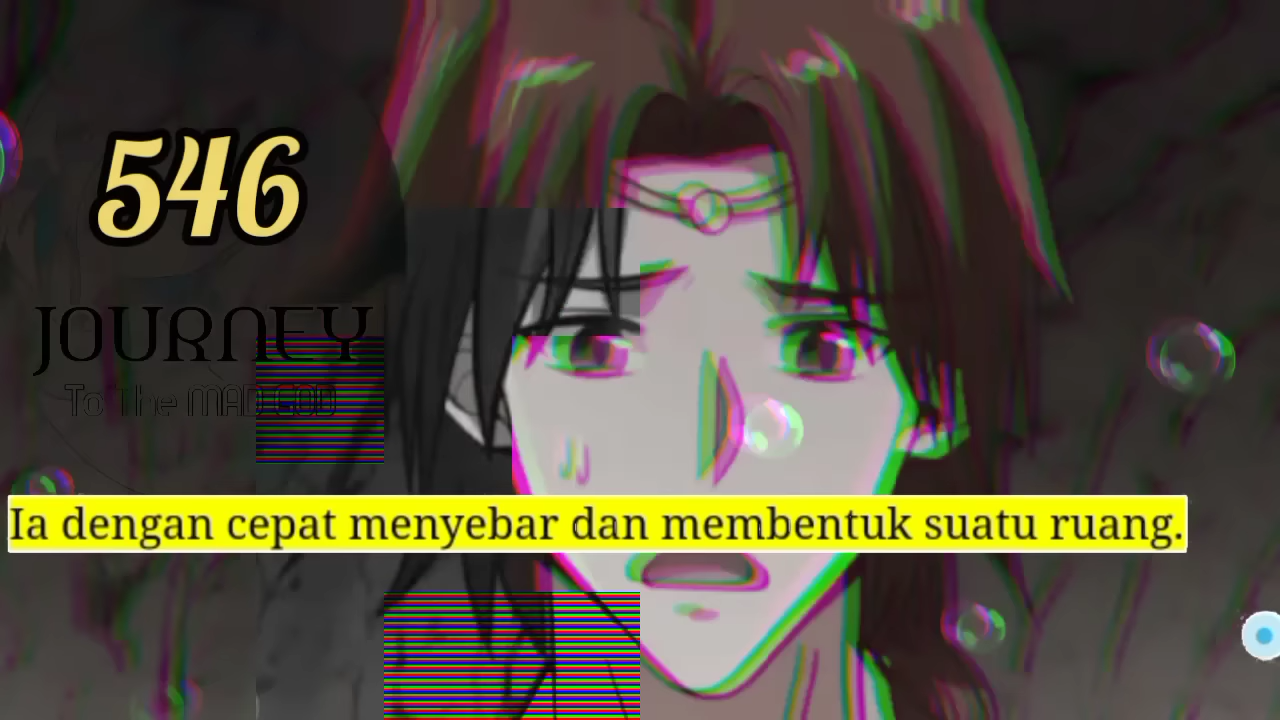 546
JOURNEY
To The MAD GOD
Ia dengan cepat menyebar dan membentuk suatu ruang.